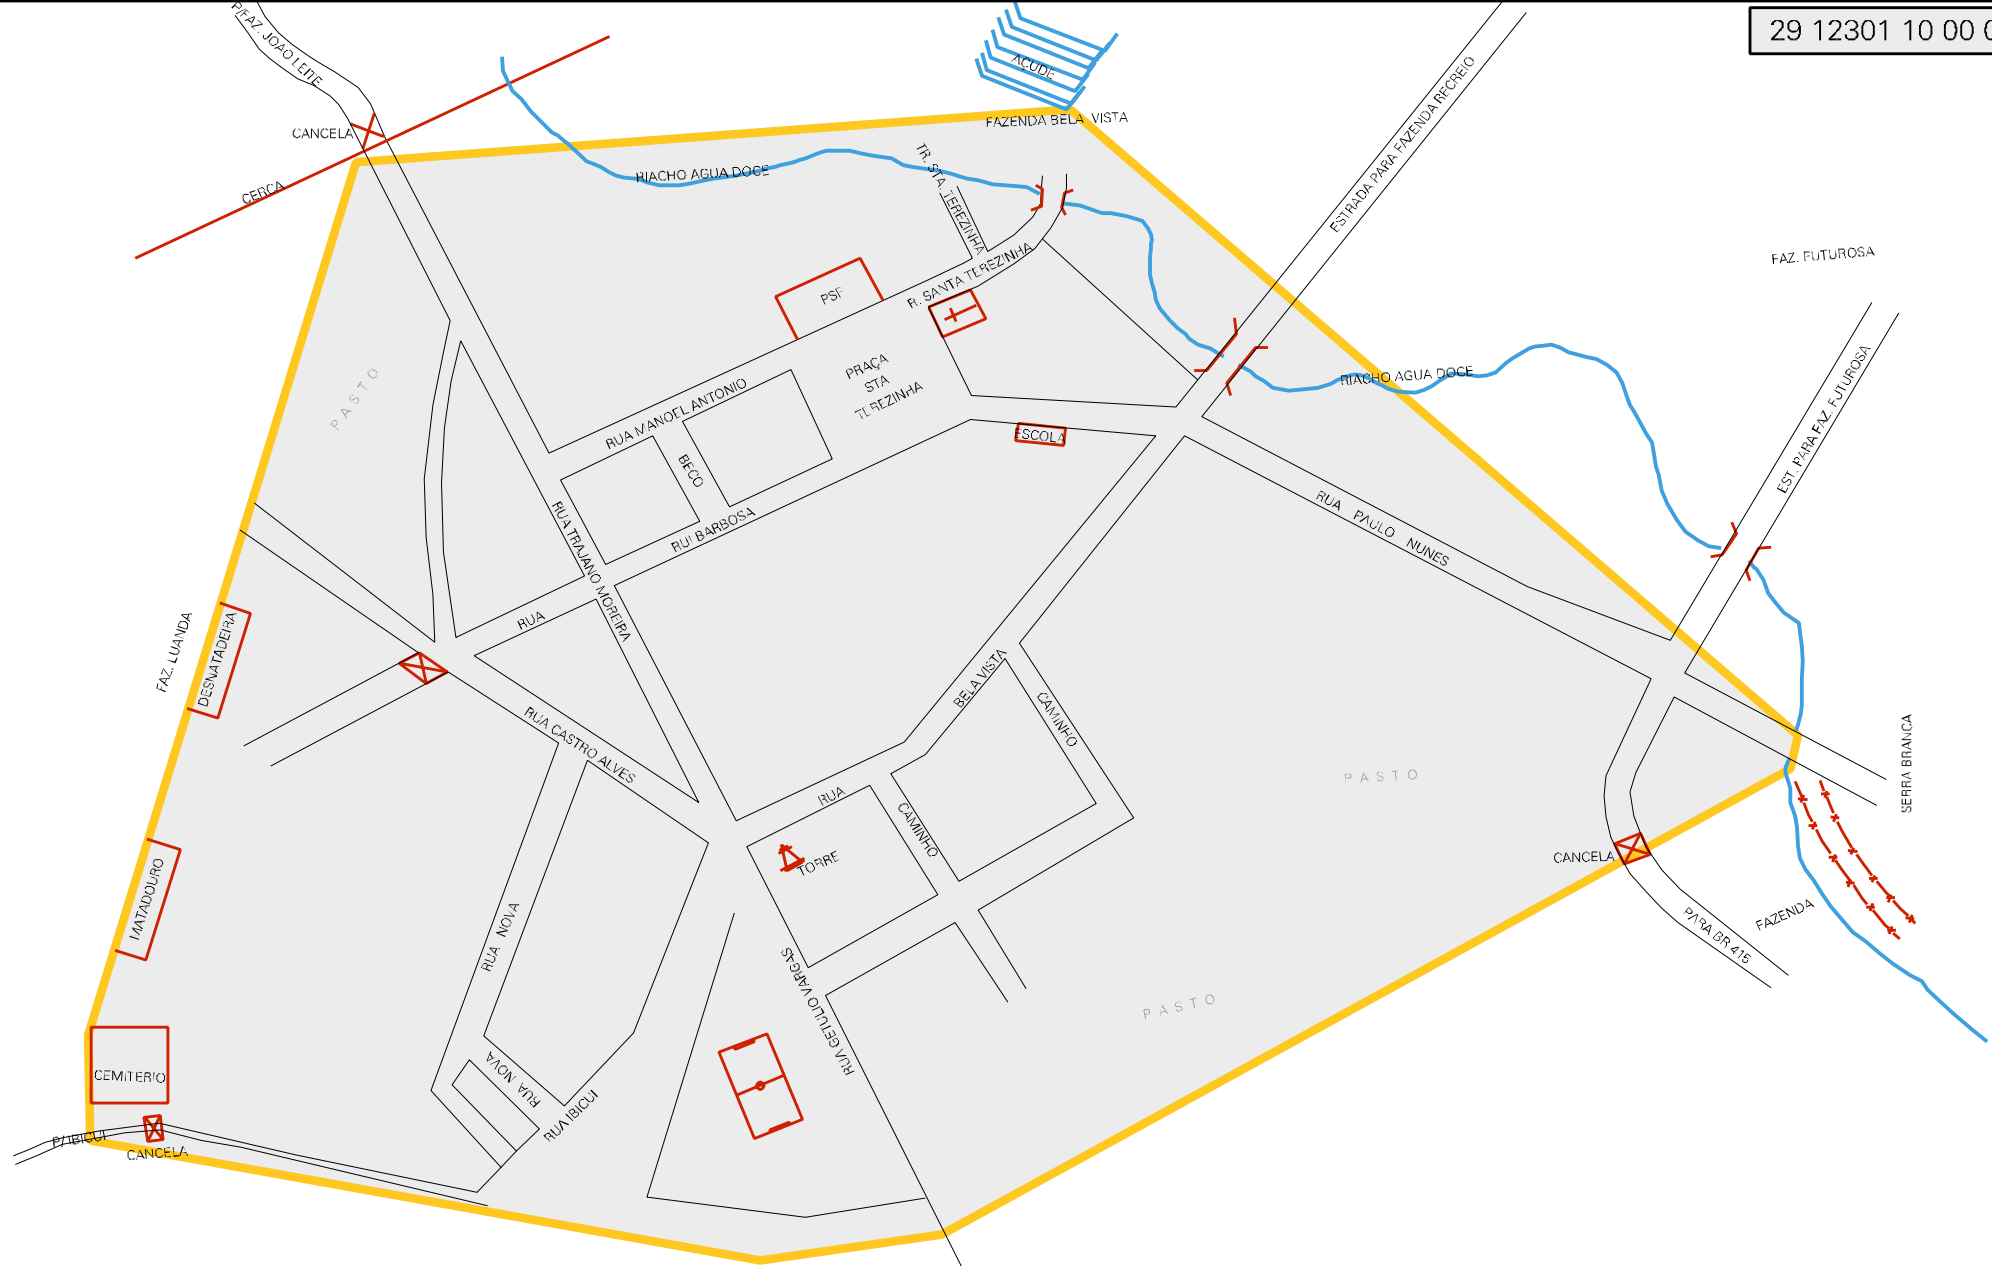 29 12301 10 00 0
P/FAZ. JOAO LEITE
AÇUDE
CANCELA
FAZENDA BELA VISTA
ESTRADA PARA FAZENDA RECREIO
CERCA
RIACHO AGUA DOCE
TR. STA. TEREZINHA
FAZ. FUTUROSA
R. SANTA TEREZINHA
PSF
PRAÇA
STA
TEREZINHA
PASTO
RIACHO AGUA DOCE
EST. PARA FAZ. FUTUROSA
RUA MANOEL ANTONIO
ESCOLA
BECO
RUA PAULO NUNES
RUI BARBOSA
RUA TRAJANO MOREIRA
RUA
FAZ. LUANDA
DESNATADEIRA
BELA VISTA
CAMINHO
RUA CASTRO ALVES
PASTO
SERRA BRANCA
RUA
CAMINHO
TORRE
CANCELA
MATADOURO
FAZENDA
PARA BR 415
RUA NOVA
RUA GETULIO VARGAS
PASTO
CEMITERIO
RUA NOVA
RUA IBICUI
P/ IBICUI
CANCELA